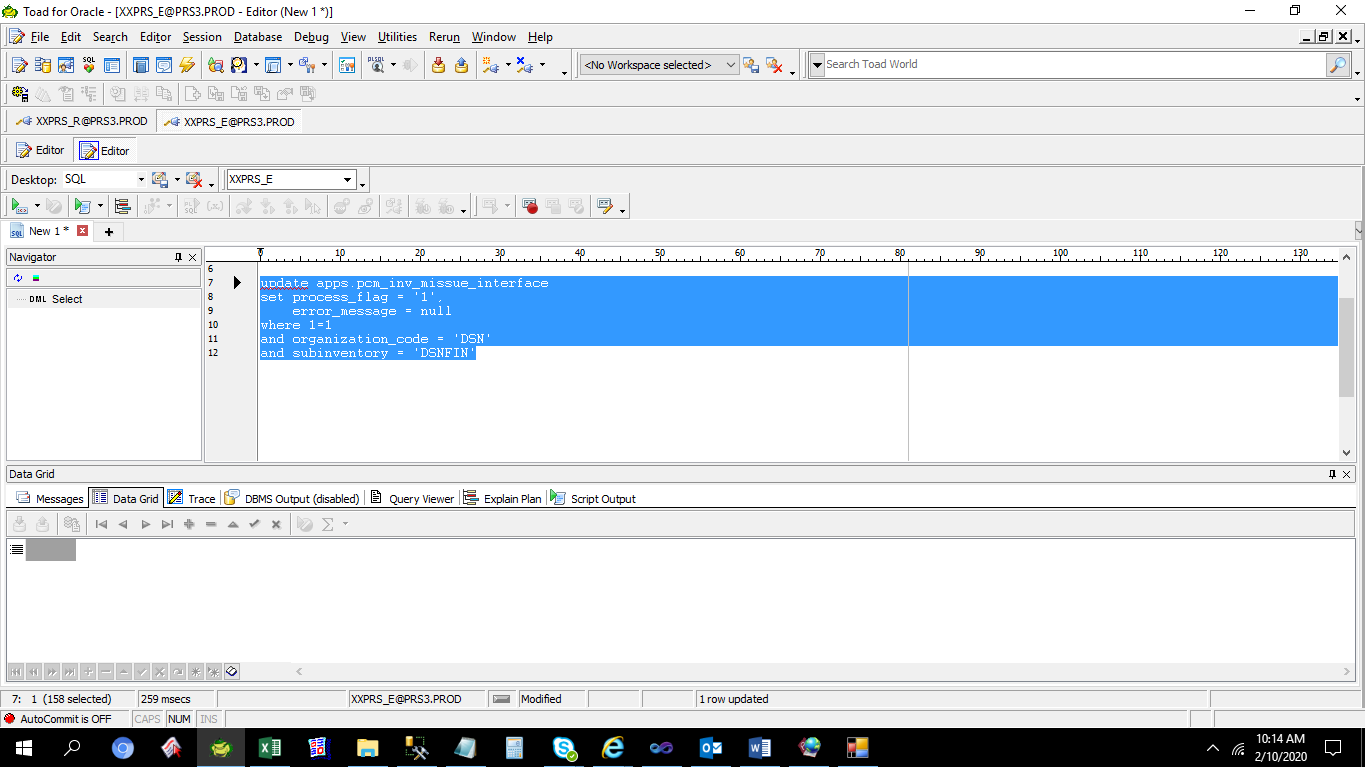 Toad for Oracle - [XXPRS_E@PRS3.PROD - Editor (New 1 *)]
File Edit Search Editor Session Database Debug View Utilities Rerun Window Help
SQL
PLSQL
<No Workspace selected>
Search Toad World
XXPRS_R@PRS3.PROD XXPRS_E@PRS3.PROD
Editor Editor
Desktop: SQL XXPRS_E
New 1 *
Navigator
0 10 20 30 40 50 60 70 80 90 100 110 120 130
DML Select
6
7 update apps.pcm_inv_missue_interface
8 set process_flag = '1',
9 error_message = null
10 where 1=1
11 and organization_code = 'DSN'
12 and subinventory = 'DSNFIN'
Data Grid
Messages Data Grid Trace DBMS Output (disabled) Query Viewer Explain Plan Script Output
7: 1 (158 selected) 259 msecs XXPRS_E@PRS3.PROD Modified 1 row updated
AutoCommit is OFF CAPS NUM INS
10:14 AM
2/10/2020